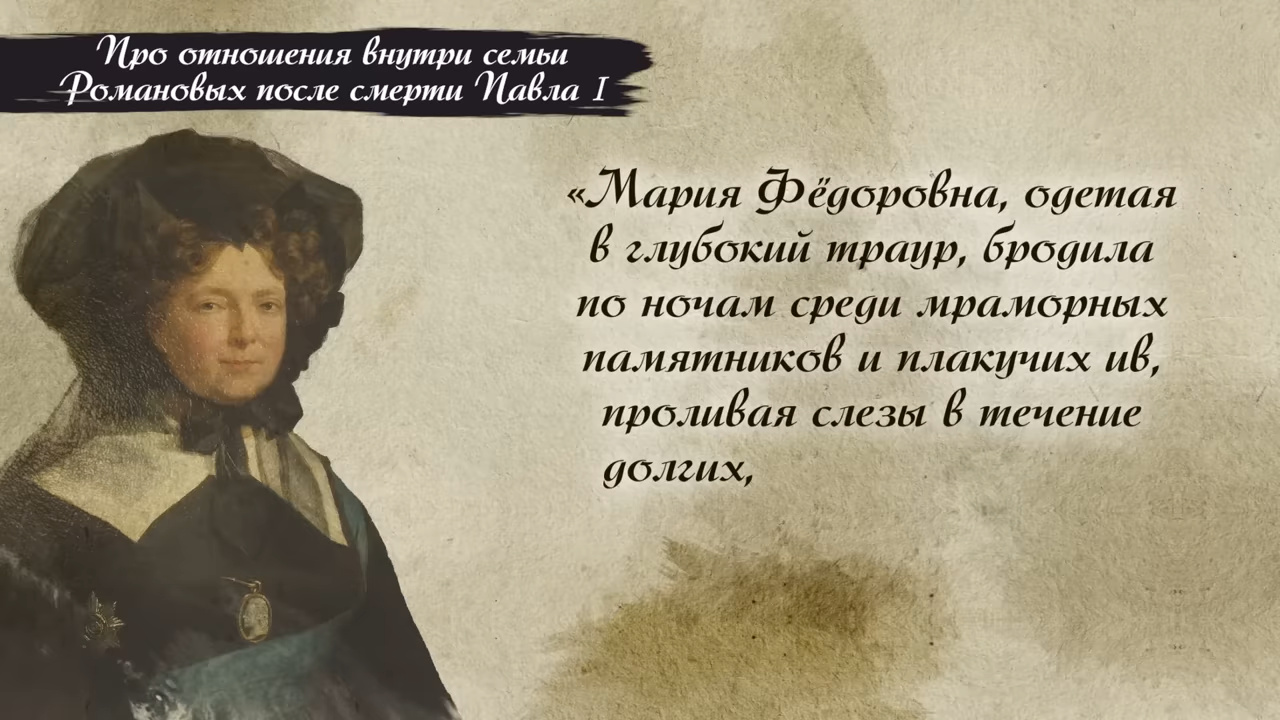 Про отношения внутри семьи
Романовых после смерти Павла I
«Мария Фёдоровна, одетая
в глубокий траур, бродила
по ночам среди мраморных
памятников и плакучих ив,
проливая слезы в течение
долгих,